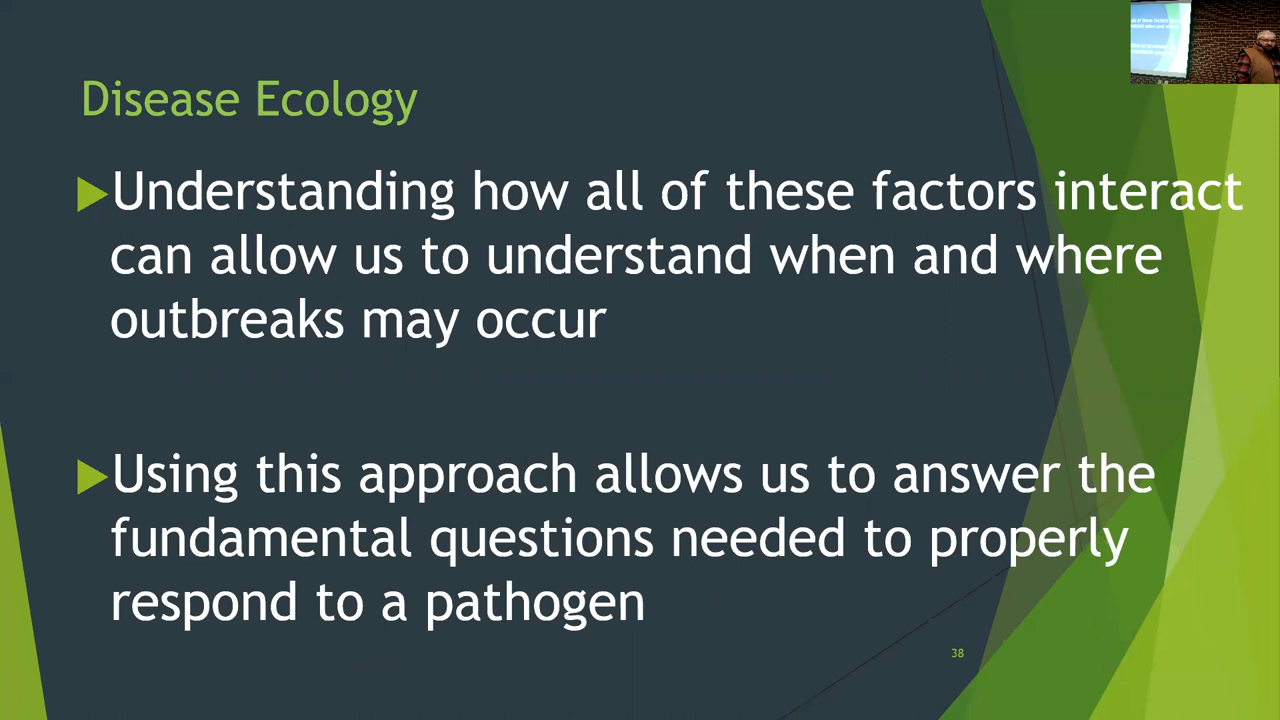 Disease Ecology
Understanding how all of these factors interact
can allow us to understand when and where
outbreaks may occur
Using this approach allows us to answer the
fundamental questions needed to properly
respond to a pathogen
38